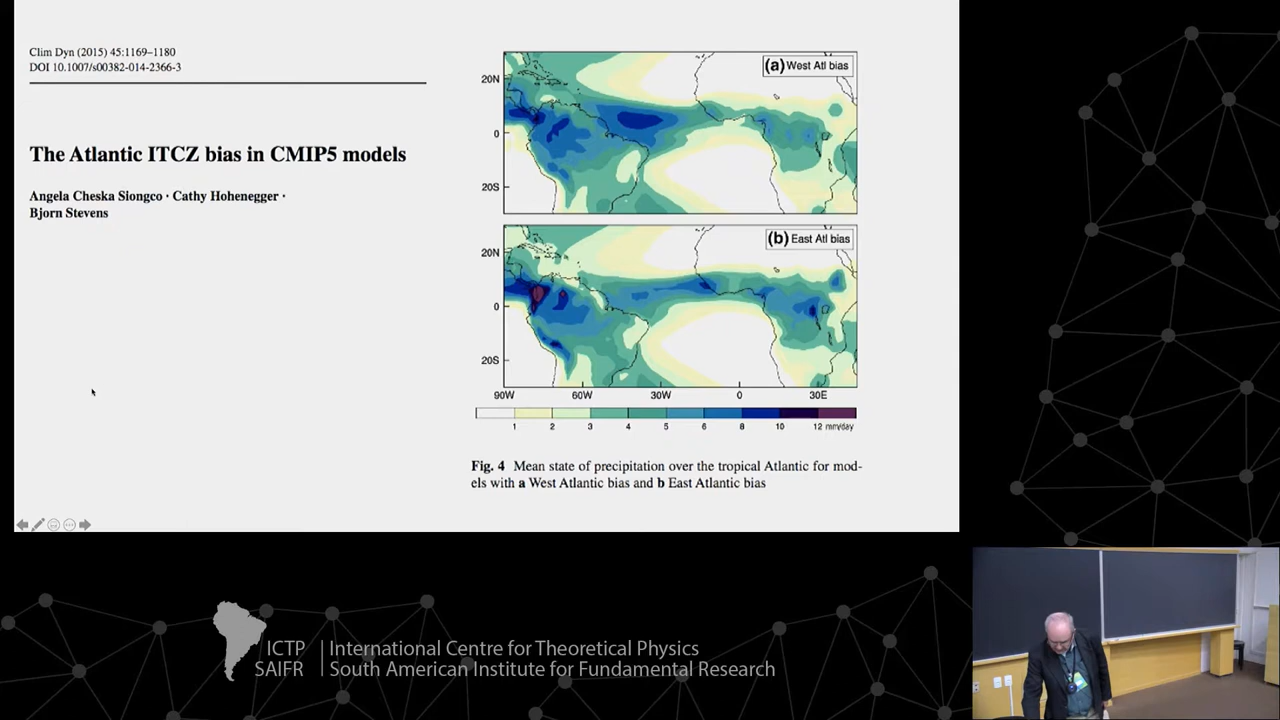 Clim Dyn (2015) 45:1169–1180
DOI 10.1007/s00382-014-2366-3
The Atlantic ITCZ bias in CMIP5 models
Angela Cheska Siongco · Cathy Hohenegger ·
Bjorn Stevens
(a) West Atl bias
20N
0
20S
(b) East Atl bias
20N
0
20S
90W 60W 30W 0 30E
1 2 3 4 5 6 8 10 12 mm/day
Fig. 4 Mean state of precipitation over the tropical Atlantic for mod-
els with a West Atlantic bias and b East Atlantic bias
ICTP International Centre for Theoretical Physics
SAIFR South American Institute for Fundamental Research